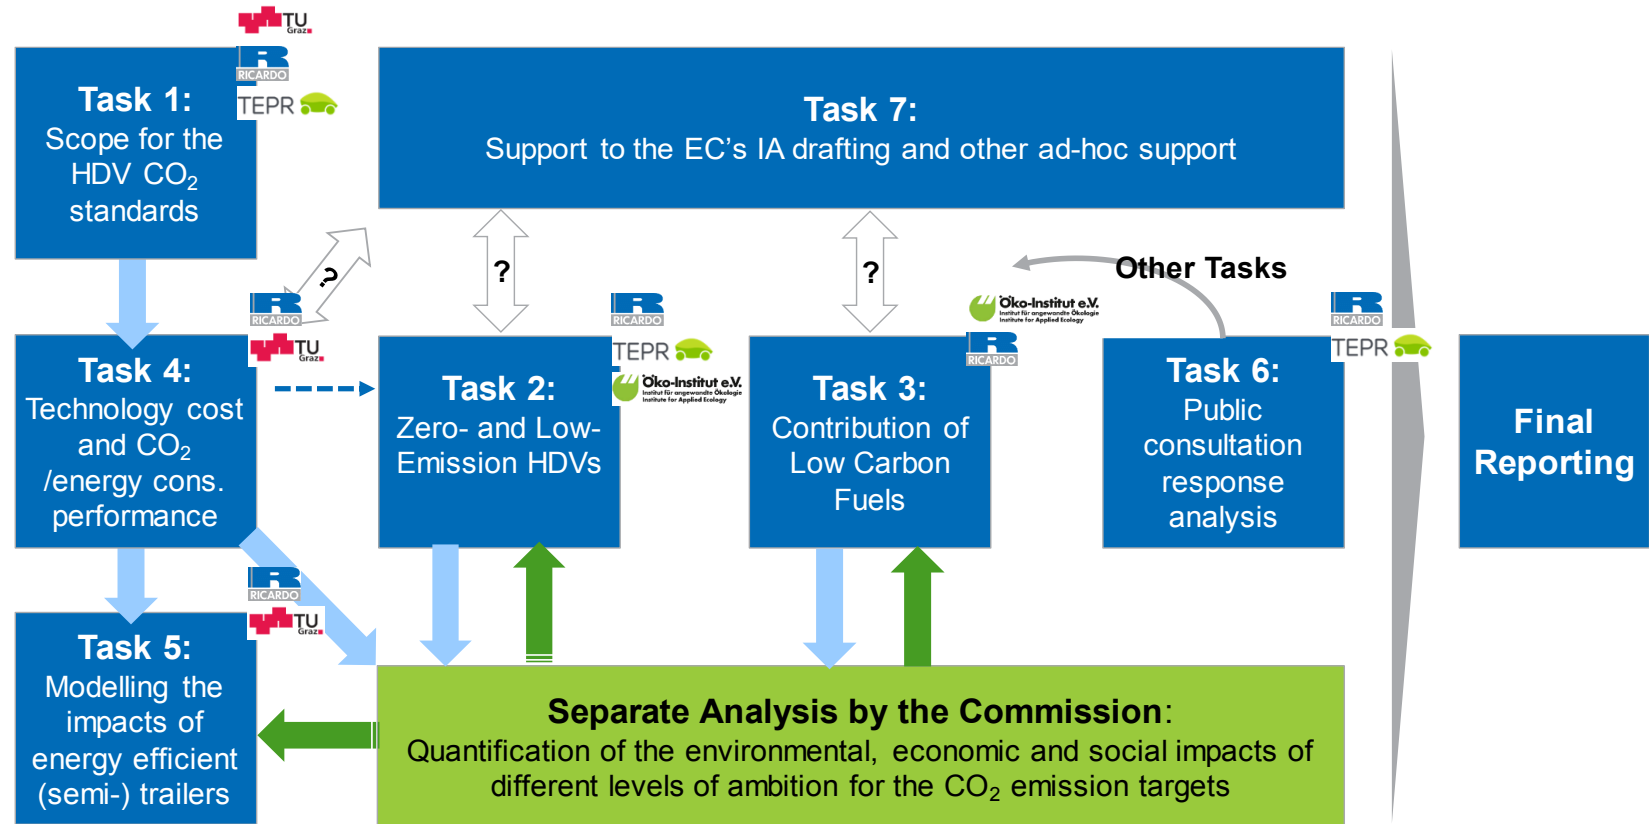 TU
Graz
RICARDO
TEPR
Task 1:
Scope for the
HDV CO₂
standards
Task 7:
Support to the EC's IA drafting and other ad-hoc support
?
?
?
Other Tasks
RICARDO
TU
Graz
RICARDO
TEPR
Öko-Institut e.V.
Institut für angewandte Ökologie
Institute for Applied Ecology
Öko-Institut e.V.
Institut für angewandte Ökologie
Institute for Applied Ecology
RICARDO
RICARDO
TEPR
Task 4:
Technology cost
and CO₂
/energy cons.
performance
Task 2:
Zero- and Low-
Emission HDVs
Task 3:
Contribution of
Low Carbon
Fuels
Task 6:
Public
consultation
response
analysis
Final
Reporting
RICARDO
TU
Graz
Task 5:
Modelling the
impacts of
energy efficient
(semi-) trailers
Separate Analysis by the Commission:
Quantification of the environmental, economic and social impacts of
different levels of ambition for the CO₂ emission targets